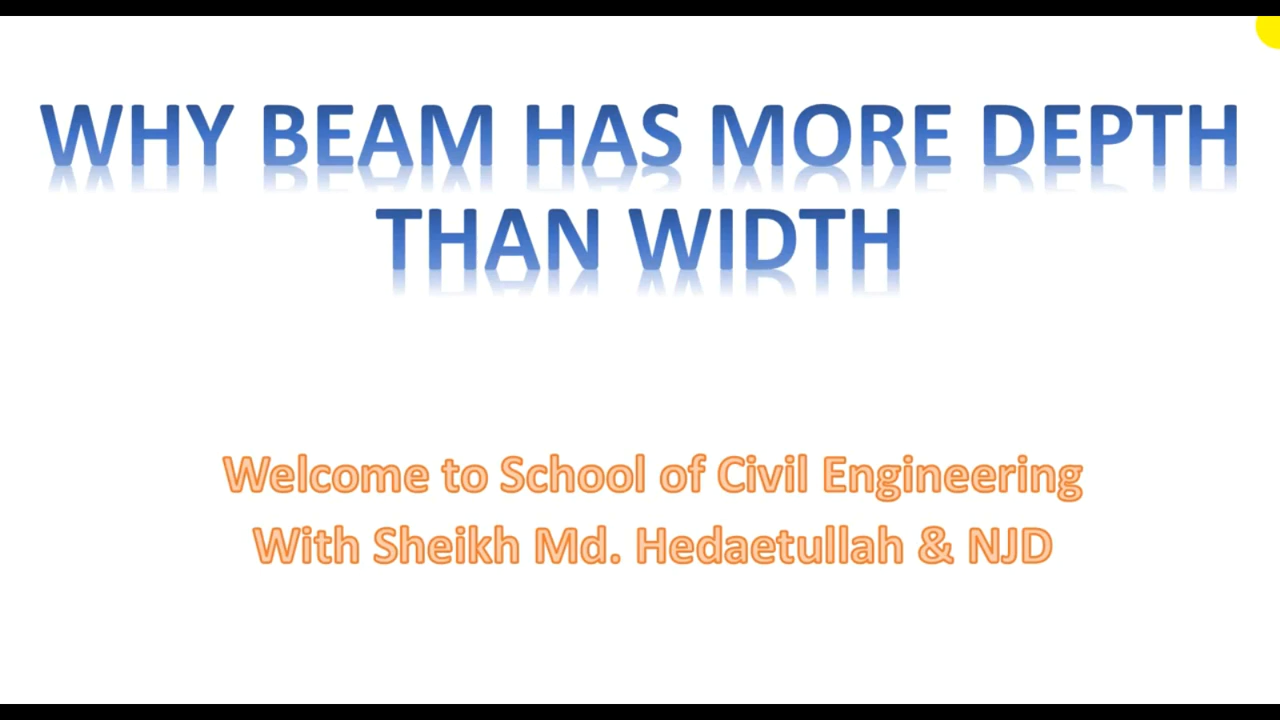 WHY BEAM HAS MORE DEPTH
THAN WIDTH
Welcome to School of Civil Engineering
With Sheikh Md. Hedaetullah & NJD